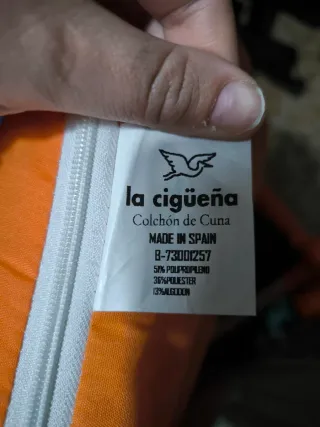 la cigüeña
Colchón de Cuna
MADE IN SPAIN
B-73001257
51% POLIPROPILENO
36%POLIESTER
13%ALGODON